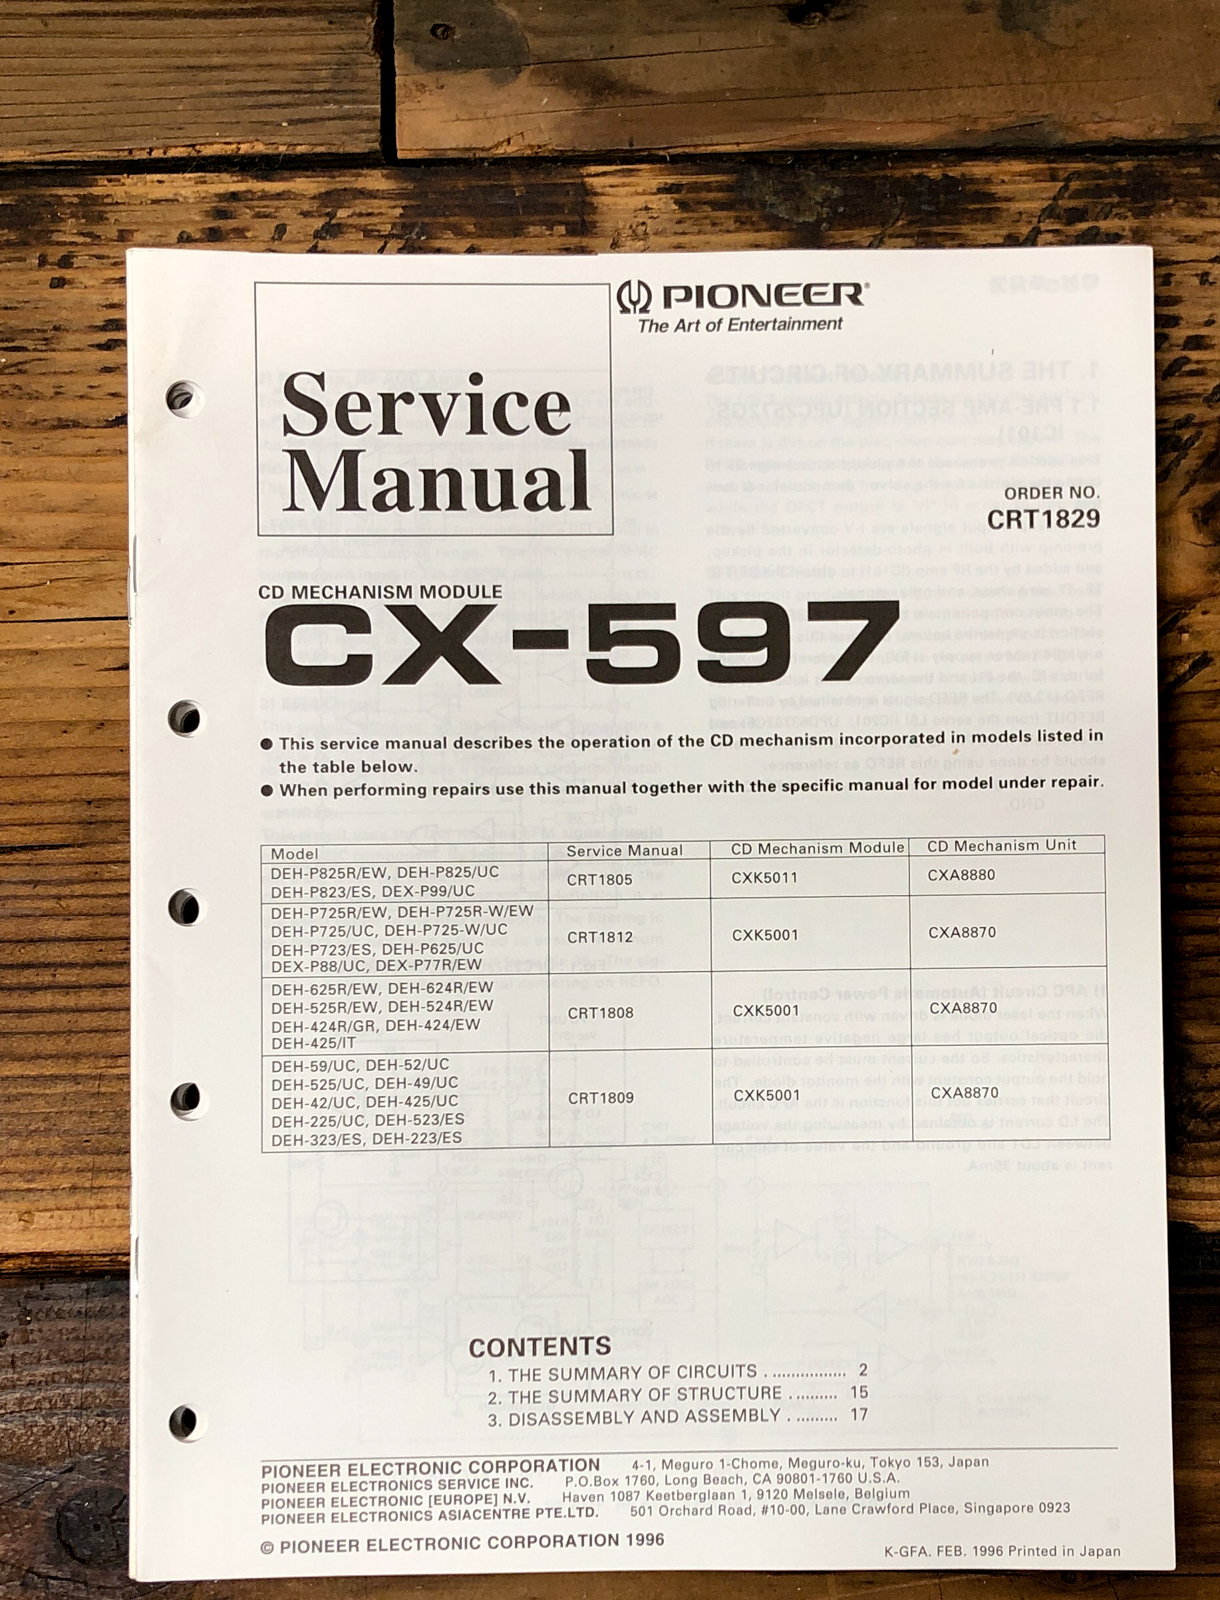 PIONEER®
The Art of Entertainment
Service
Manual
ORDER NO.
CRT1829
CD MECHANISM MODULE
CX-597
● This service manual describes the operation of the CD mechanism incorporated in models listed in
the table below.
● When performing repairs use this manual together with the specific manual for model under repair.
Model Service Manual CD Mechanism Module CD Mechanism Unit
DEH-P825R/EW, DEH-P825/UC
DEH-P823/ES, DEX-P99/UC
CRT1805 CXK5011 CXA8880
DEH-P725R/EW, DEH-P725R-W/EW
DEH-P725/UC, DEH-P725-W/UC
DEH-P723/ES, DEH-P625/UC
DEX-P88/UC, DEX-P77R/EW
CRT1812 CXK5001 CXA8870
DEH-625R/EW, DEH-624R/EW
DEH-525R/EW, DEH-524R/EW
DEH-424R/GR, DEH-424/EW
DEH-425/IT
CRT1808 CXK5001 CXA8870
DEH-59/UC, DEH-52/UC
DEH-525/UC, DEH-49/UC
DEH-42/UC, DEH-425/UC
DEH-225/UC, DEH-523/ES
DEH-323/ES, DEH-223/ES
CRT1809 CXK5001 CXA8870
CONTENTS
1. THE SUMMARY OF CIRCUITS . ................ 2
2. THE SUMMARY OF STRUCTURE . ......... 15
3. DISASSEMBLY AND ASSEMBLY . ......... 17
PIONEER ELECTRONIC CORPORATION 4-1, Meguro 1-Chome, Meguro-ku, Tokyo 153, Japan
PIONEER ELECTRONICS SERVICE INC. P.O.Box 1760, Long Beach, CA 90801-1760 U.S.A.
PIONEER ELECTRONIC [EUROPE] N.V. Haven 1087 Keetberglaan 1, 9120 Melsele, Belgium
PIONEER ELECTRONICS ASIACENTRE PTE.LTD. 501 Orchard Road, #10-00, Lane Crawford Place, Singapore 0923
© PIONEER ELECTRONIC CORPORATION 1996
K-GFA. FEB. 1996 Printed in Japan